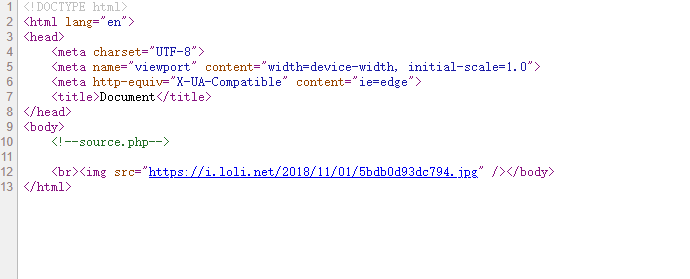 1 <!DOCTYPE html>
2 <html lang="en">
3 <head>
4 <meta charset="UTF-8">
5 <meta name="viewport" content="width=device-width, initial-scale=1.0">
6 <meta http-equiv="X-UA-Compatible" content="ie=edge">
7 <title>Document</title>
8 </head>
9 <body>
10 <!--source.php-->
11
12 <br><img src="https://i.loli.net/2018/11/01/5bdb0d93dc794.jpg" /></body>
13 </html>